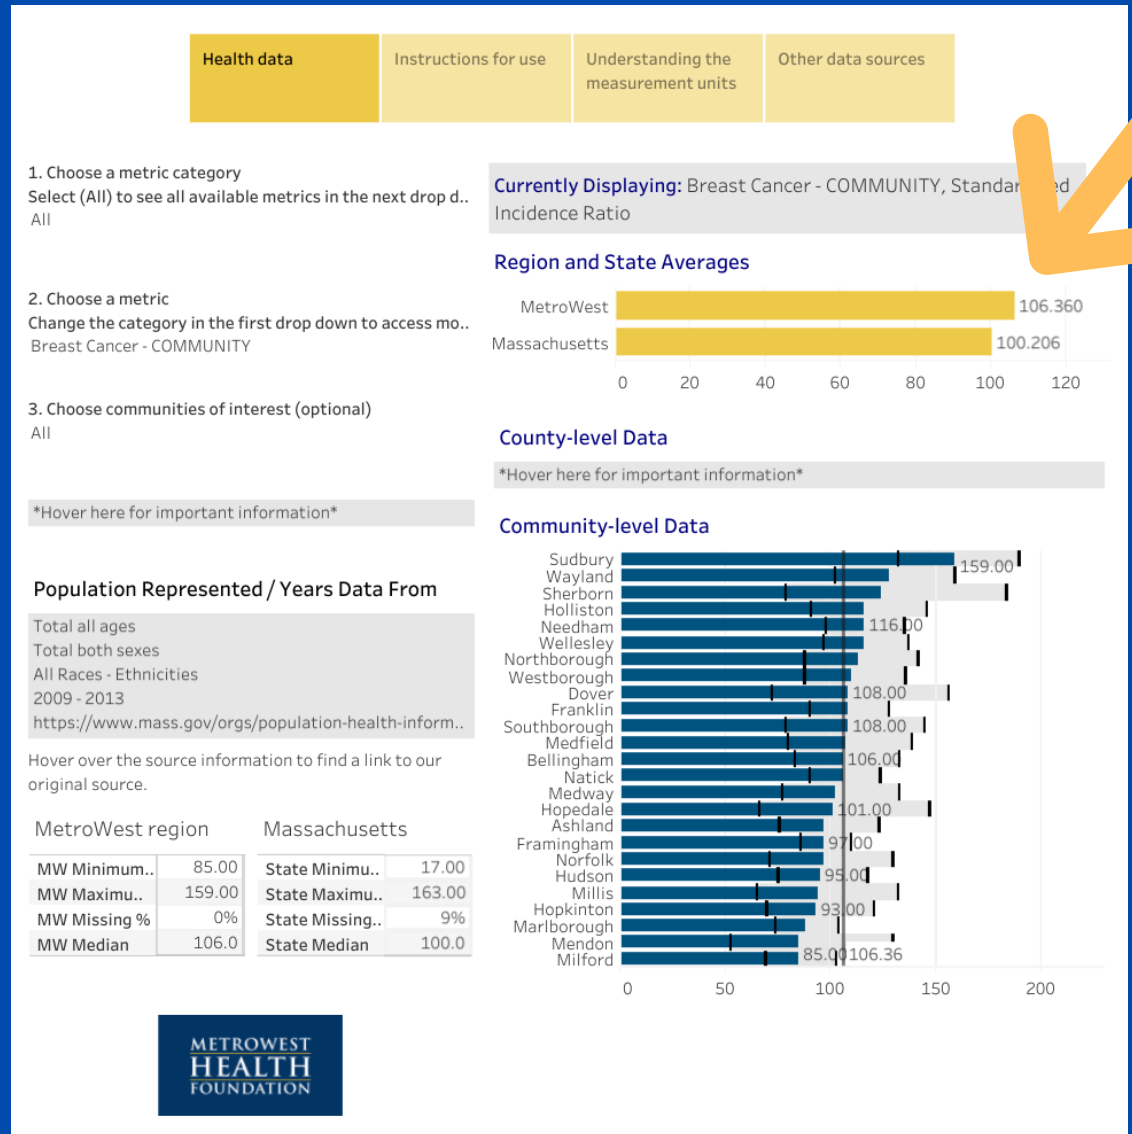 Health data
Instructions for use
Understanding the
measurement units
Other data sources
1. Choose a metric category
Select (All) to see all available metrics in the next drop d..
All
2. Choose a metric
Change the category in the first drop down to access mo..
Breast Cancer - COMMUNITY
3. Choose communities of interest (optional)
All
*Hover here for important information*
Population Represented / Years Data From
Total all ages
Total both sexes
All Races - Ethnicities
2009 - 2013
https://www.mass.gov/orgs/population-health-inform..
Hover over the source information to find a link to our
original source.
MetroWest region
MW Minimum.. 85.00
MW Maximu.. 159.00
MW Missing % 0%
MW Median 106.0
Massachusetts
State Minimu.. 17.00
State Maximu.. 163.00
State Missing.. 9%
State Median 100.0
METROWEST
HEALTH
FOUNDATION
Currently Displaying: Breast Cancer - COMMUNITY,
Incidence Ratio
Region and State Averages
MetroWest 106.360
Massachusetts 100.206
0 20 40 60 80 100 120
County-level Data
*Hover here for important information*
Community-level Data
Sudbury 159.00
Wayland
Sherborn
Holliston
Needham 116.00
Wellesley
Northborough
Westborough
Dover 108.00
Franklin
Southborough 108.00
Medfield
Bellingham 106.00
Natick
Medway
Hopedale 101.00
Ashland
Framingham 97.00
Norfolk
Hudson 95.00
Millis
Hopkinton 93.00
Marlborough
Mendon
Milford 85.00 106.36
0 50 100 150 200